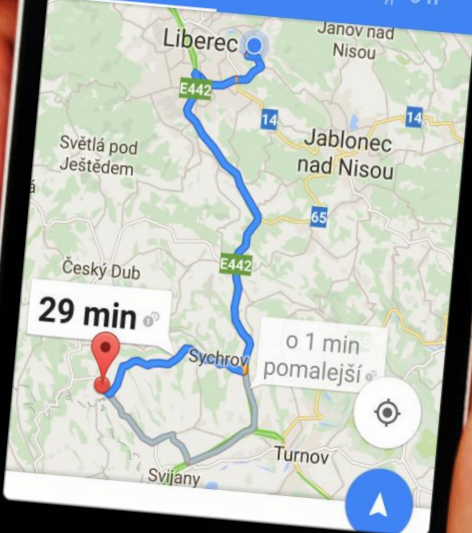 Liberec
Janov nad
Nisou
E442
14
14
Jablonec
nad Nisou
Světlá pod
Ještědem
65
E442
Český Dub
29 min
o 1 min
pomalejší
Sychrov
Turnov
Svijany